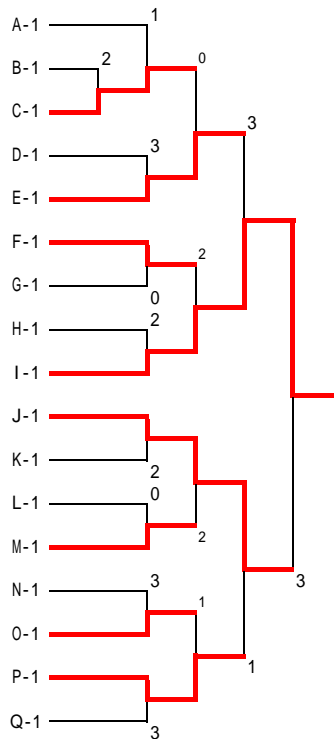 A-1 1
B-1 2 0
C-1
D-1 3 3
E-1
F-1 2
G-1 0
H-1 2
I-1
J-1
K-1 2
L-1 0
M-1 2
N-1 3 1 3
O-1
P-1 1
Q-1 3